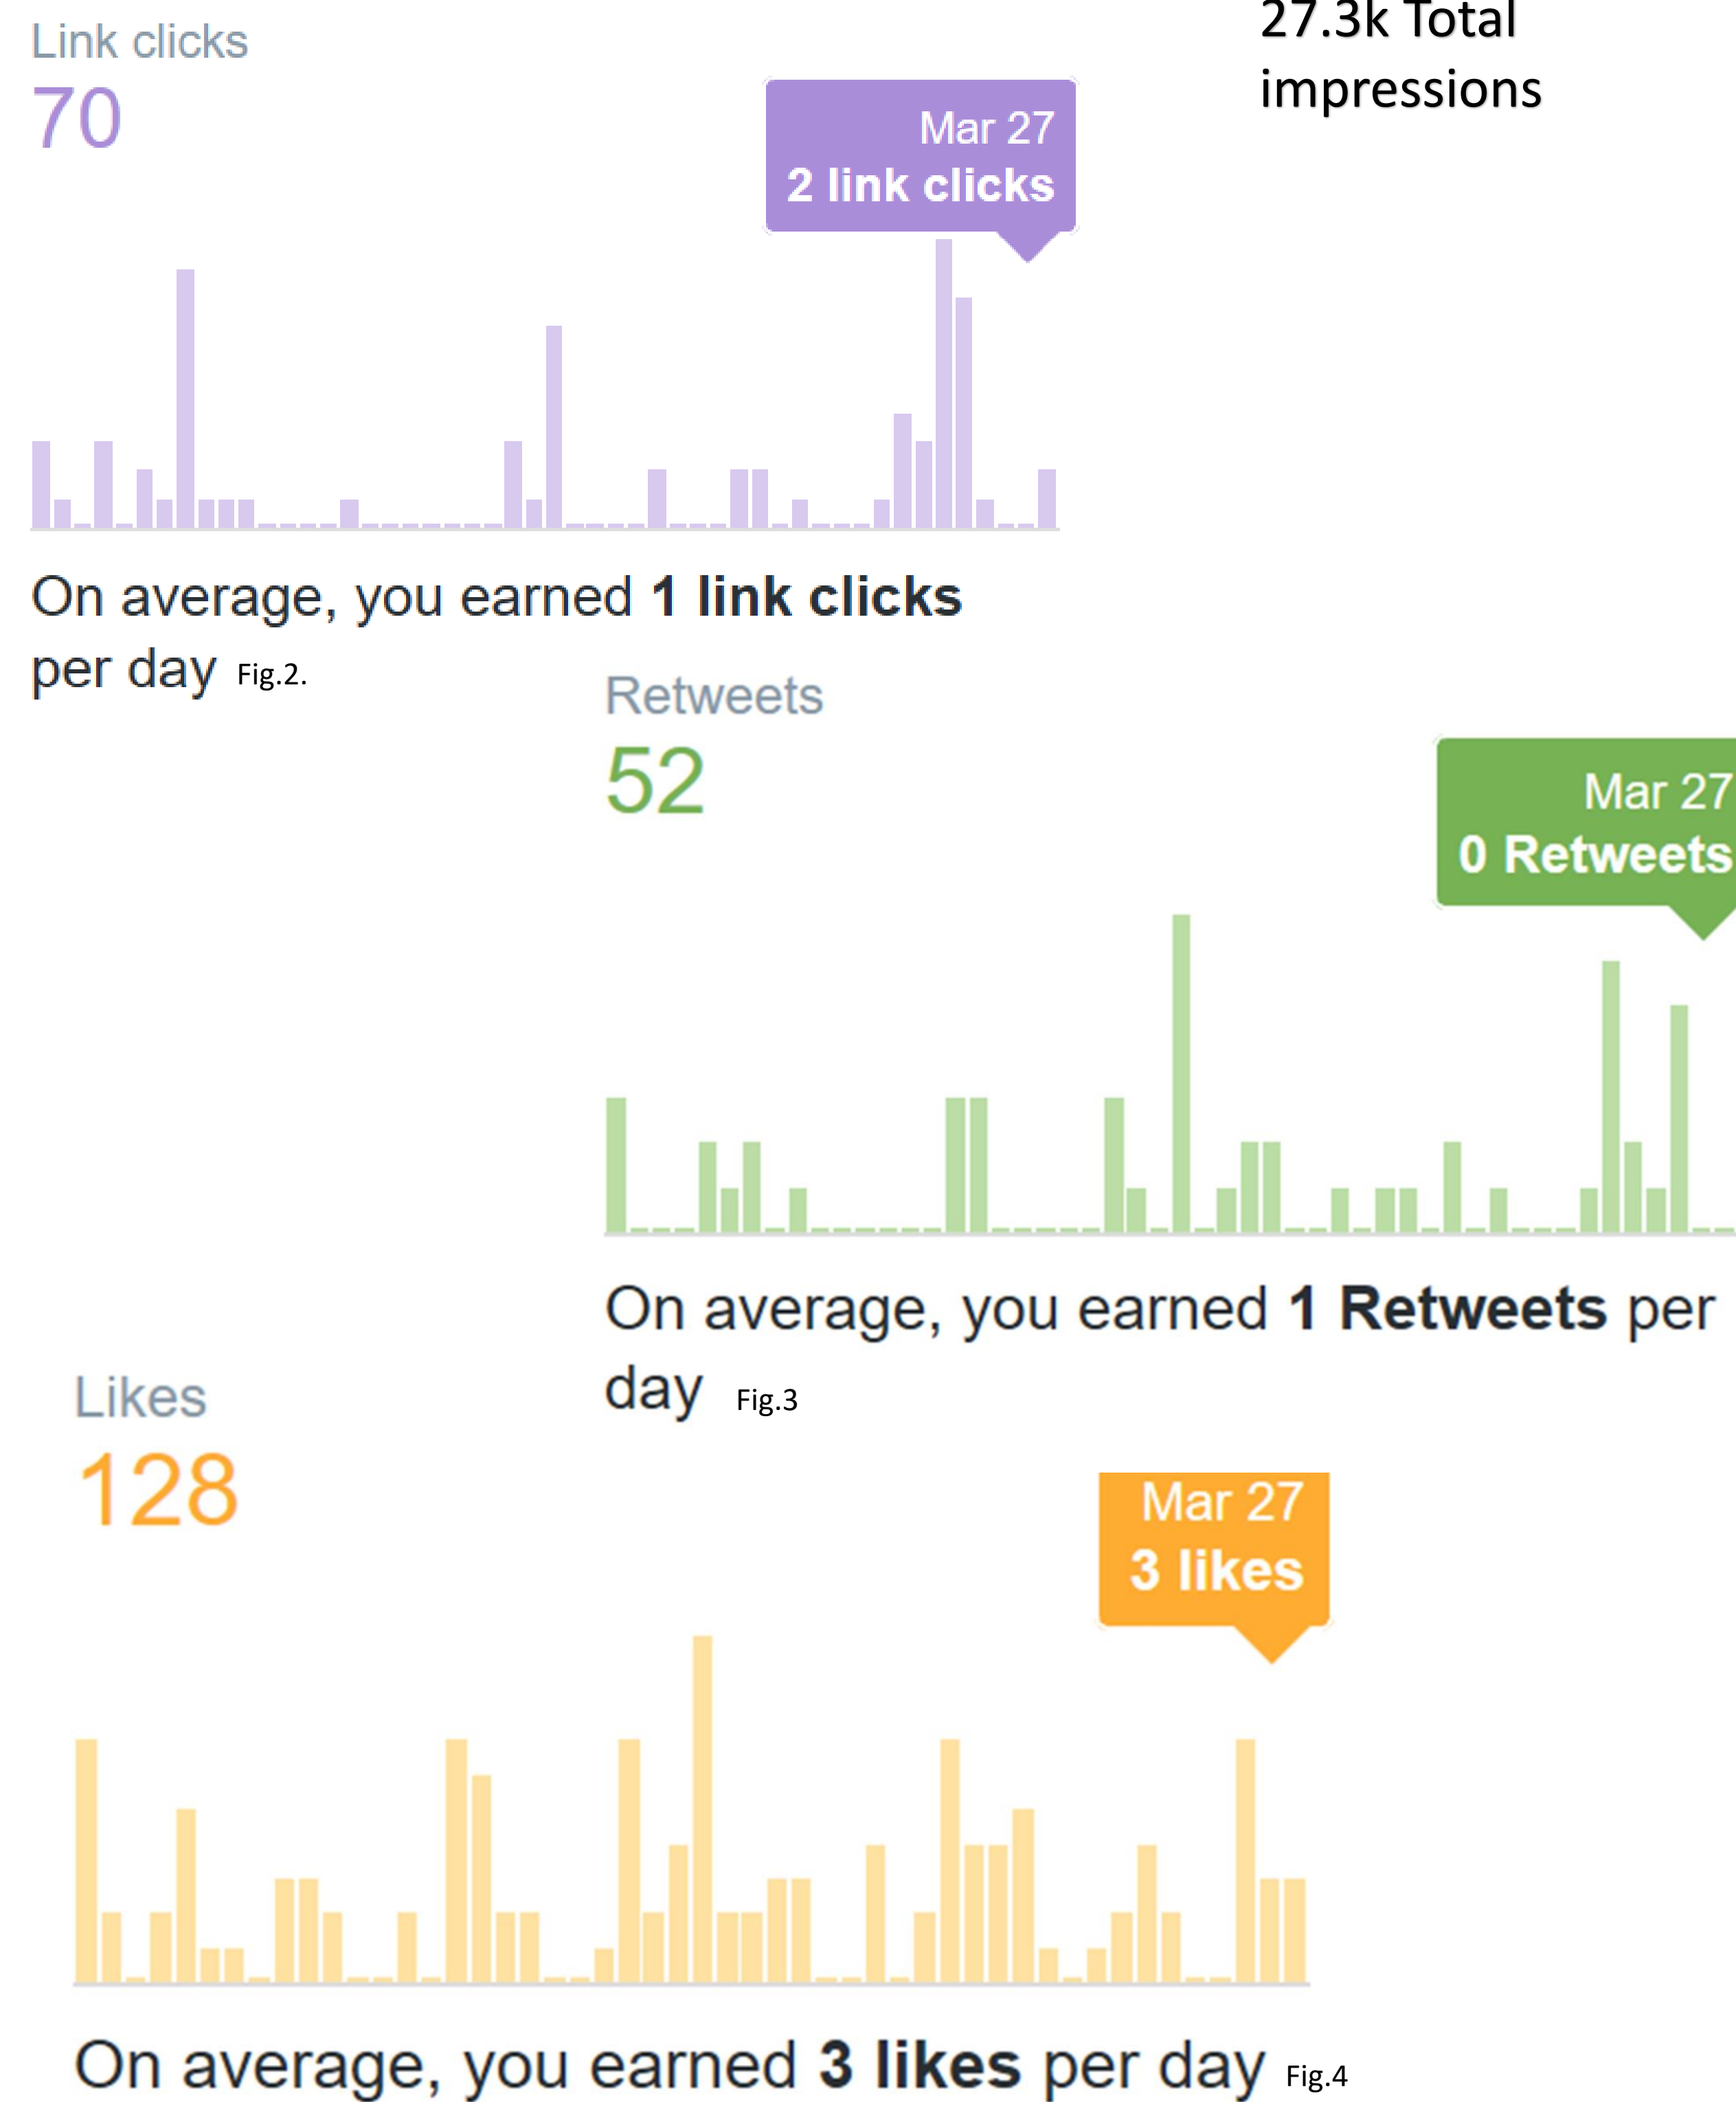 27.3k Total
impressions
Link clicks
70
Mar 27
2 link clicks
On average, you earned 1 link clicks
per day Fig.2.
Retweets
52
Mar 27
0 Retweets
On average, you earned 1 Retweets per
day Fig.3
Likes
128
Mar 27
3 likes
On average, you earned 3 likes per day Fig.4